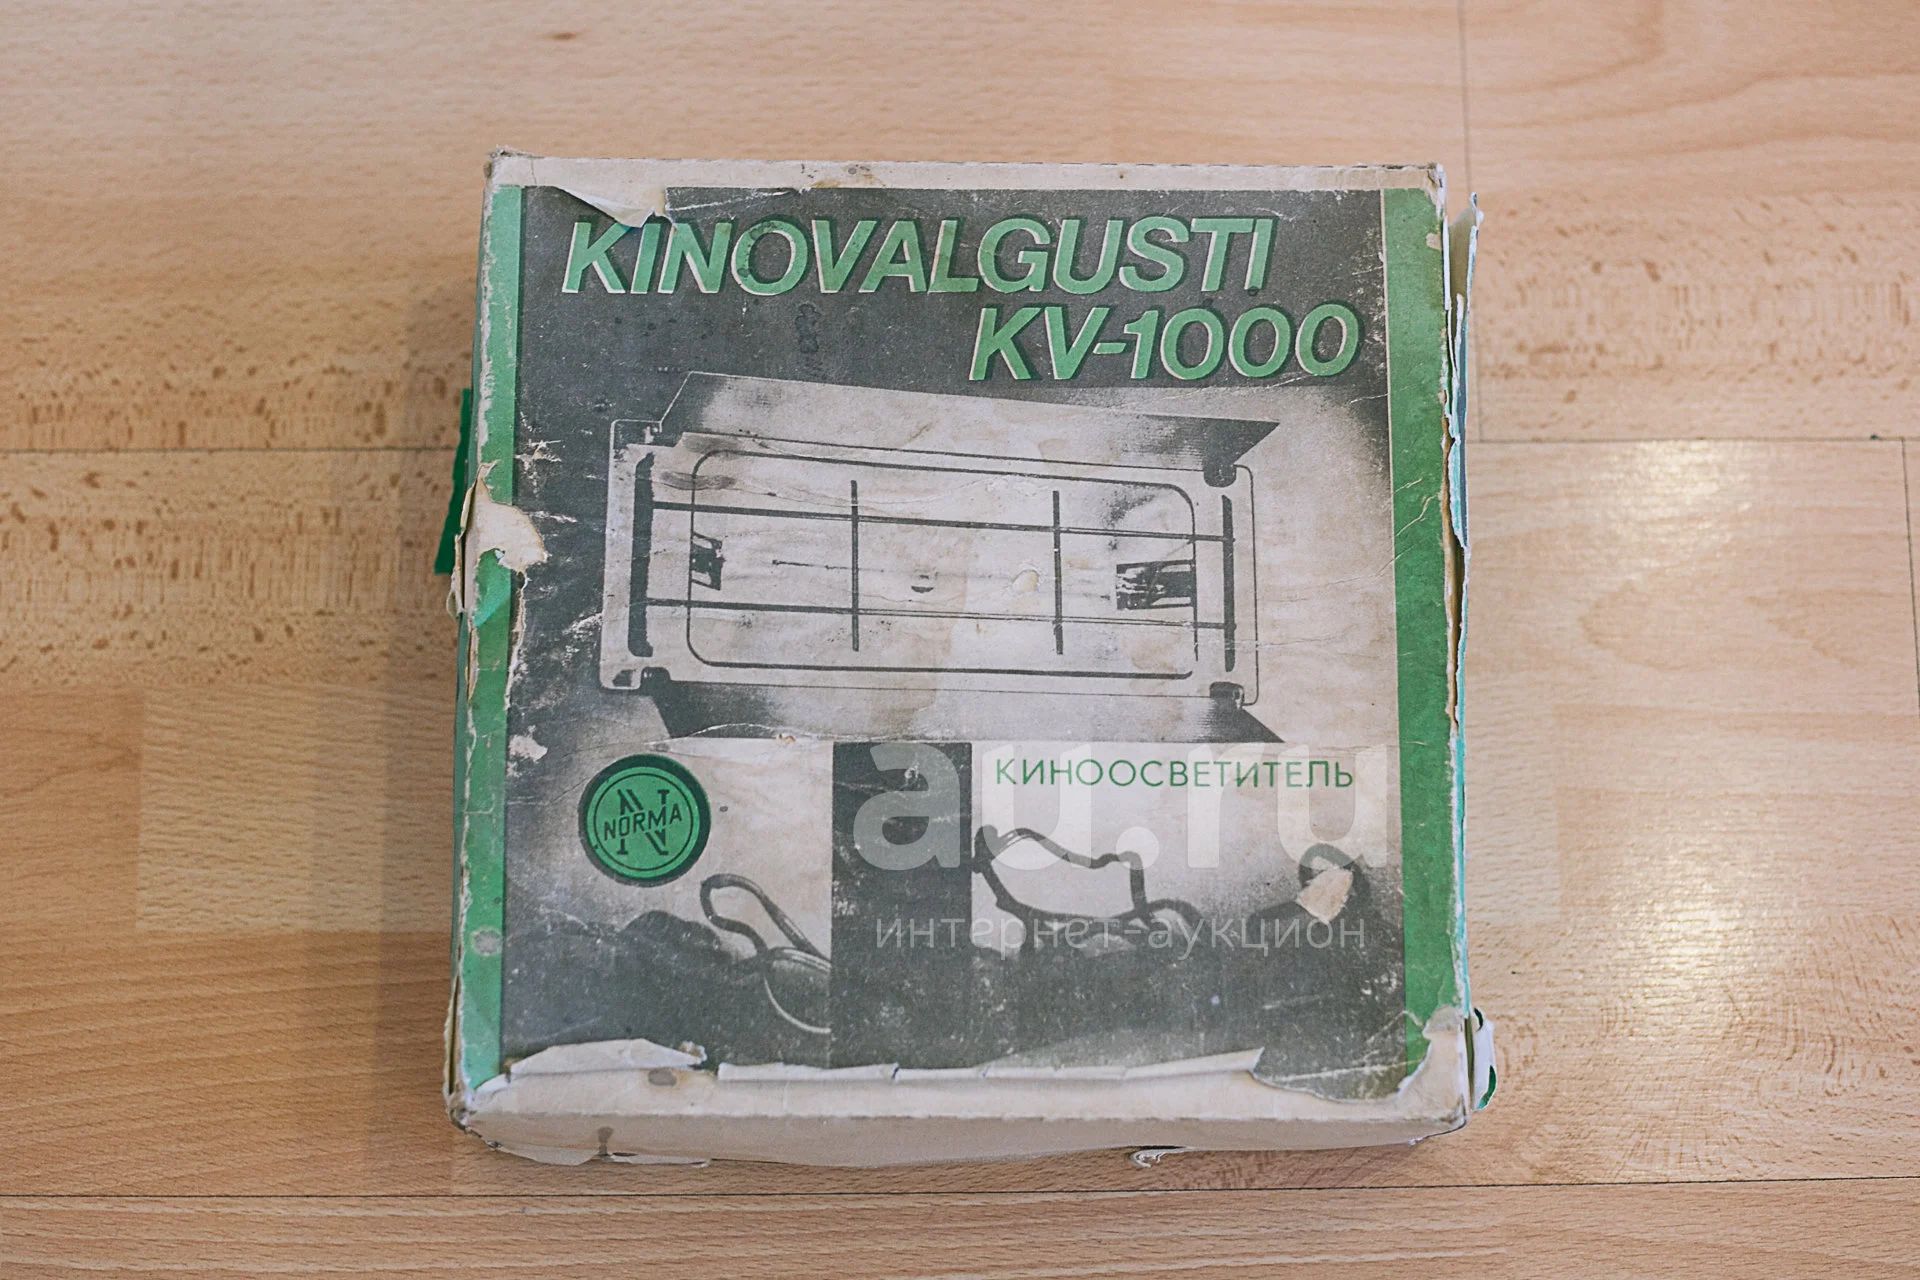 KINOVALGUSTI
KV-1000
КИНООСВЕТИТЕЛЬ
N
NORMA
au.ru
интернет-аукцион